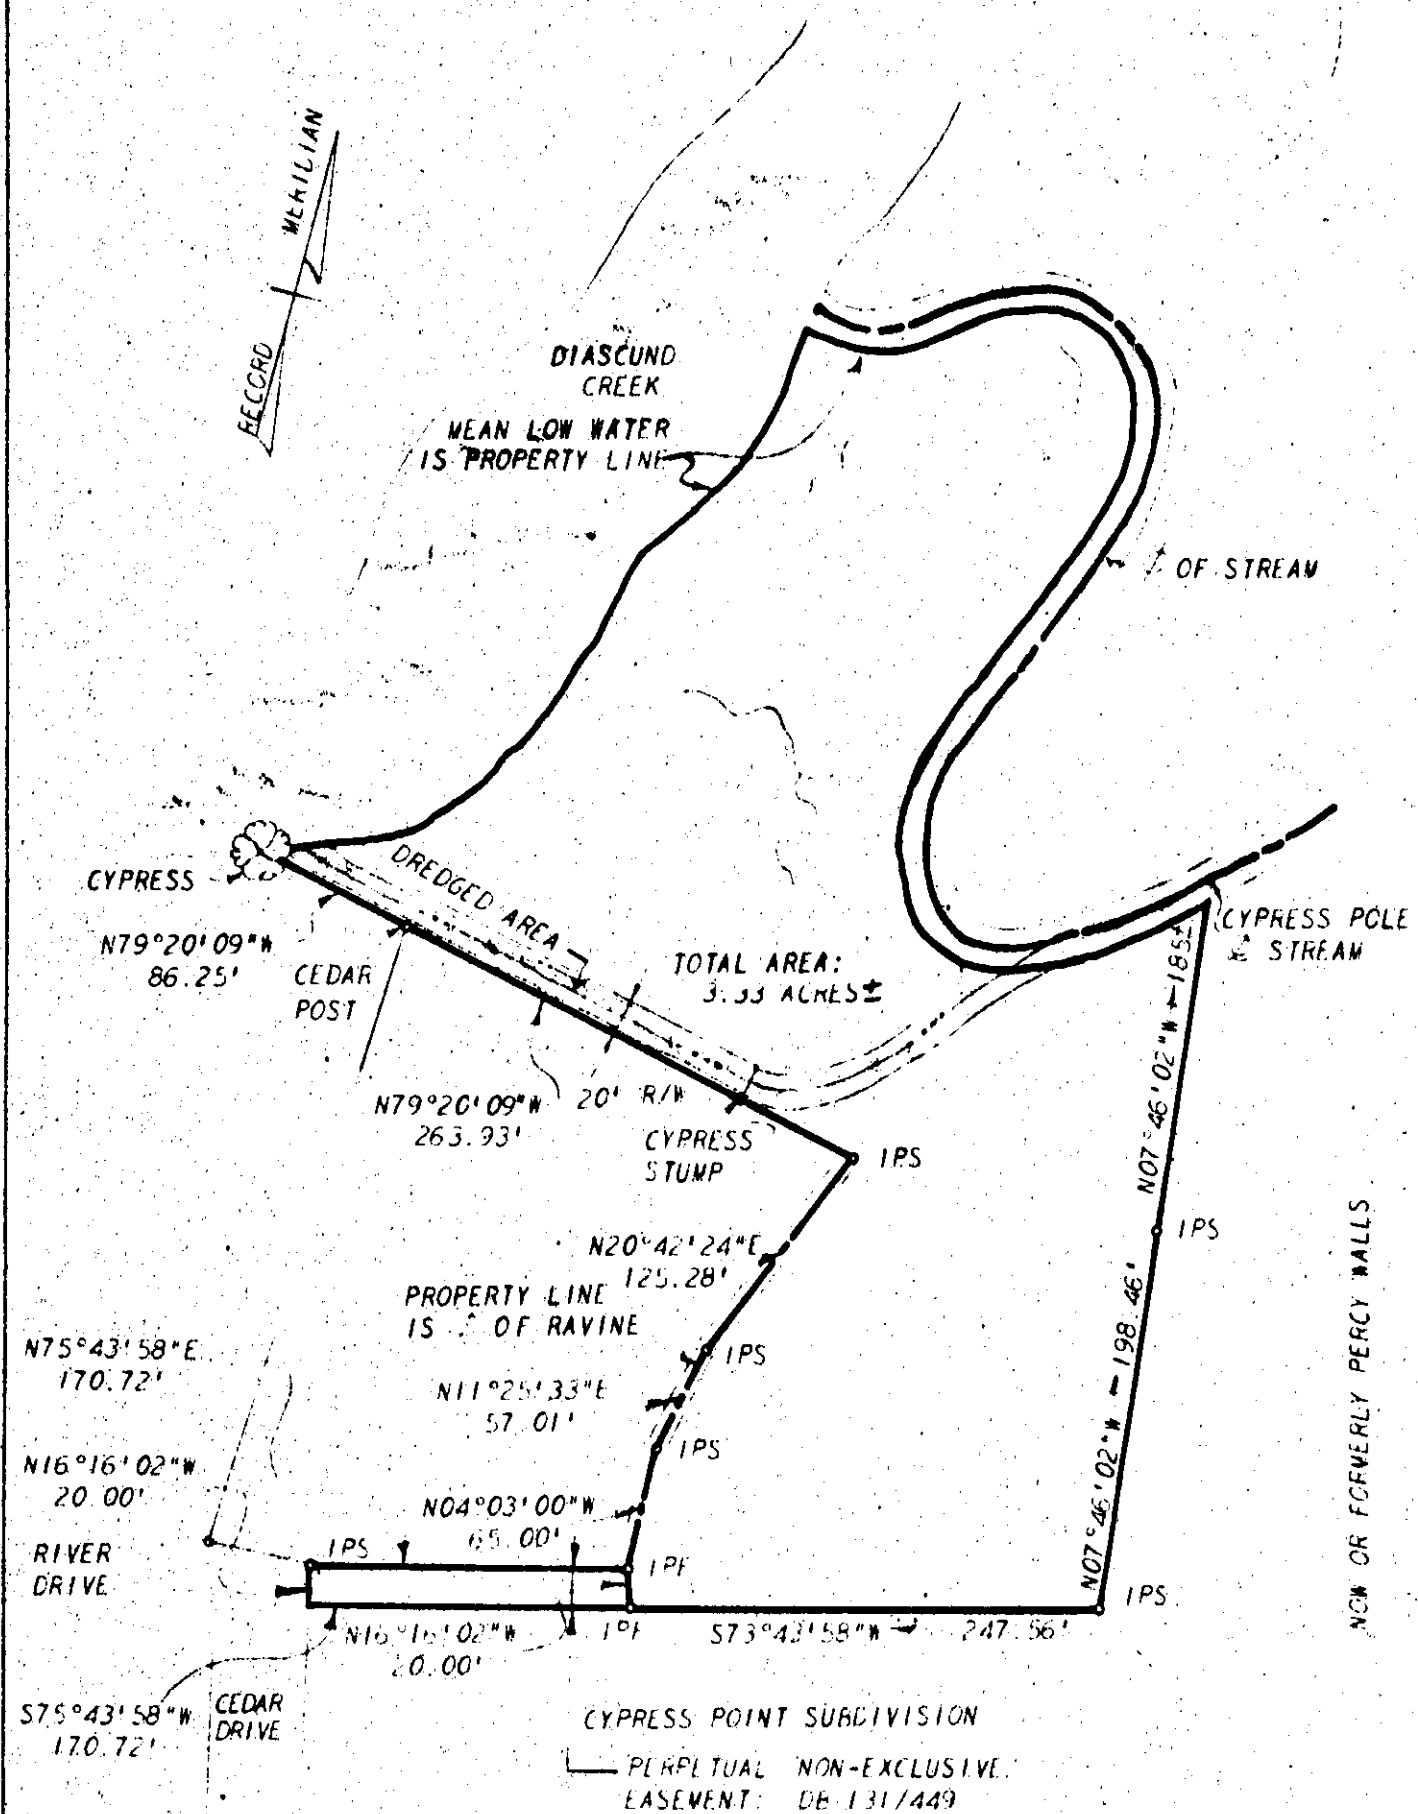 RECORD MERIDIAN
DIASCUND
CREEK
MEAN LOW WATER
IS PROPERTY LINE
OF STREAM
CYPRESS
DREDGED AREA
N79°20'09"W
86.25'
CEDAR
POST
TOTAL AREA:
3.33 ACRES±
CYPRESS POLE
STREAM
N07°46'02"W 185±
N79°20'09"W
263.93'
20' R/W
CYPRESS
STUMP
IPS
IPS
N20°42'24"E
125.28'
PROPERTY LINE
IS OF RAVINE
IPS
N75°43'58"E
170.72'
N11°25'33"E
57.01'
IPS
N07°46'02"W 198.46'
NOW OR FORMERLY PERCY WALLS
N16°16'02"W
20.00'
N04°03'00"W
65.00'
RIVER
DRIVE
IPS
IPF
IPS
N16°16'02"W
20.00'
IPF
S73°43'58"W 247.56'
S75°43'58"W
170.72'
CEDAR
DRIVE
CYPRESS POINT SUBDIVISION
PERPETUAL NON-EXCLUSIVE
EASEMENT: DB 131/449